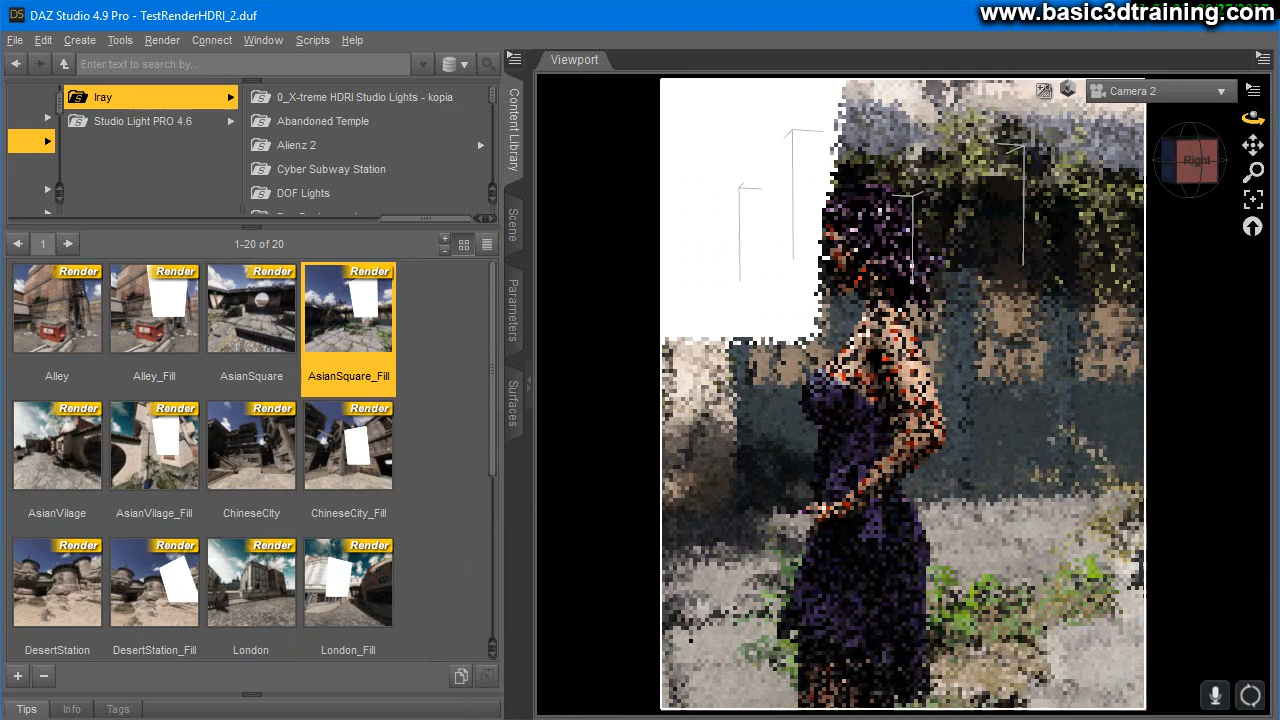 DAZ Studio 4.9 Pro - TestRenderHDRI_2.duf
www.basic3dtraining.com
File Edit Create Tools Render Connect Window Scripts Help
Enter text to search by...
Viewport
Iray
Studio Light PRO 4.6
0_X-Frame HDRI Studio Lights - kopia
Abandoned Temple
Alienz 2
Cyber Subway Station
DOF Lights
Camera 2
Right
Content Library
Scene
Parameters
Surfaces
1
1-20 of 20
Render Render Render Render
Alley Alley_Fill AsianSquare AsianSquare_Fill
Render Render Render Render
AsianVilage AsianVilage_Fill ChineseCity ChineseCity_Fill
Render Render Render Render
DesertStation DesertStation_Fill London London_Fill
Tips Info